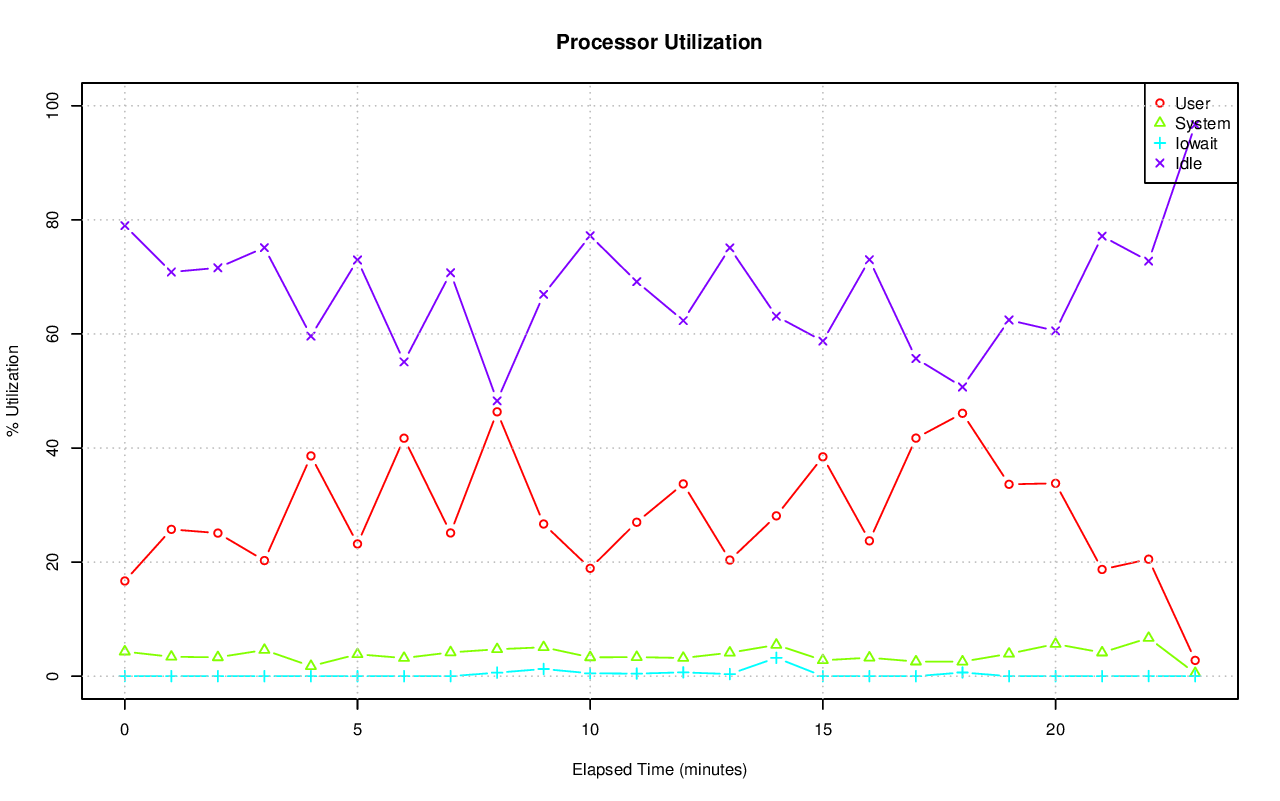 Processor Utilization
100
80
60
40
20
0
% Utilization
User
System
Iowait
Idle
0 5 10 15 20
Elapsed Time (minutes)